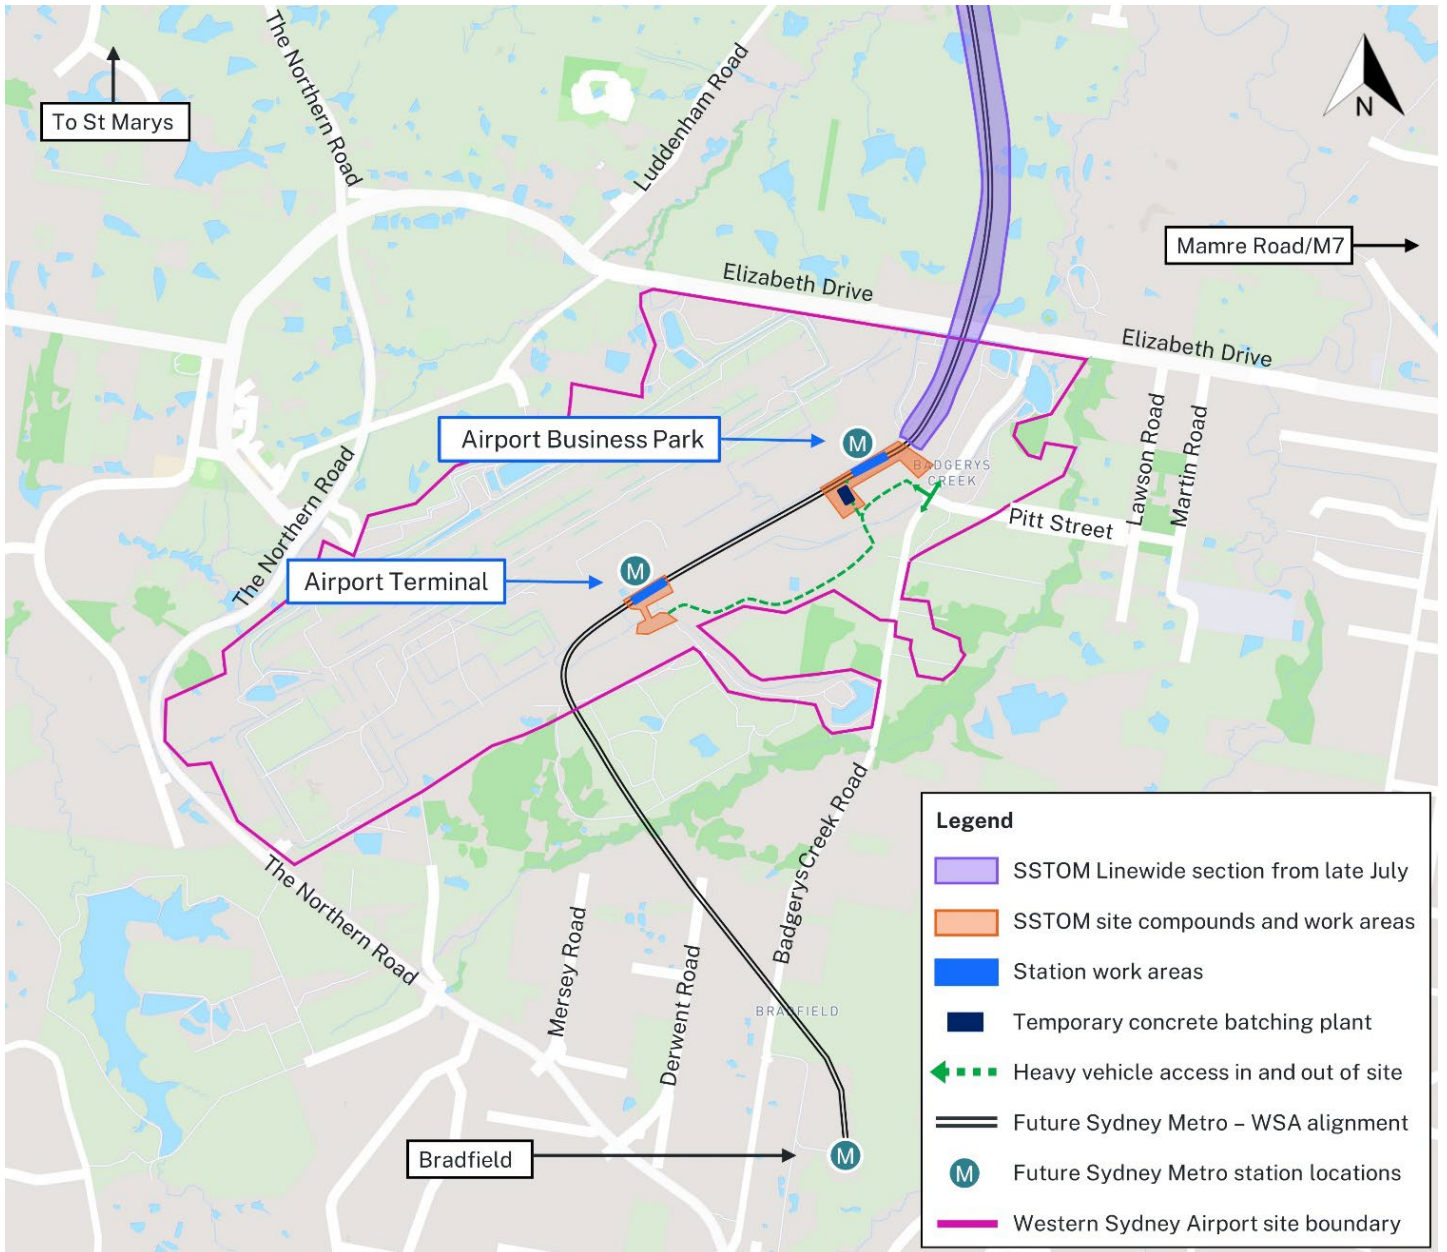 The Northern Road
Luddenham Road
To St Marys
N
Mamre Road/M7
Elizabeth Drive
Elizabeth Drive
Airport Business Park
M
BADGERYS
CREEK
Lawson Road
Martin Road
Pitt Street
The Northern Road
Airport Terminal
M
Badgerys Creek Road
The Northern Road
Mersey Road
Derwent Road
BRADFIELD
Bradfield
M
Legend
SSTOM Linewide section from late July
SSTOM site compounds and work areas
Station work areas
Temporary concrete batching plant
Heavy vehicle access in and out of site
Future Sydney Metro – WSA alignment
M
Future Sydney Metro station locations
Western Sydney Airport site boundary